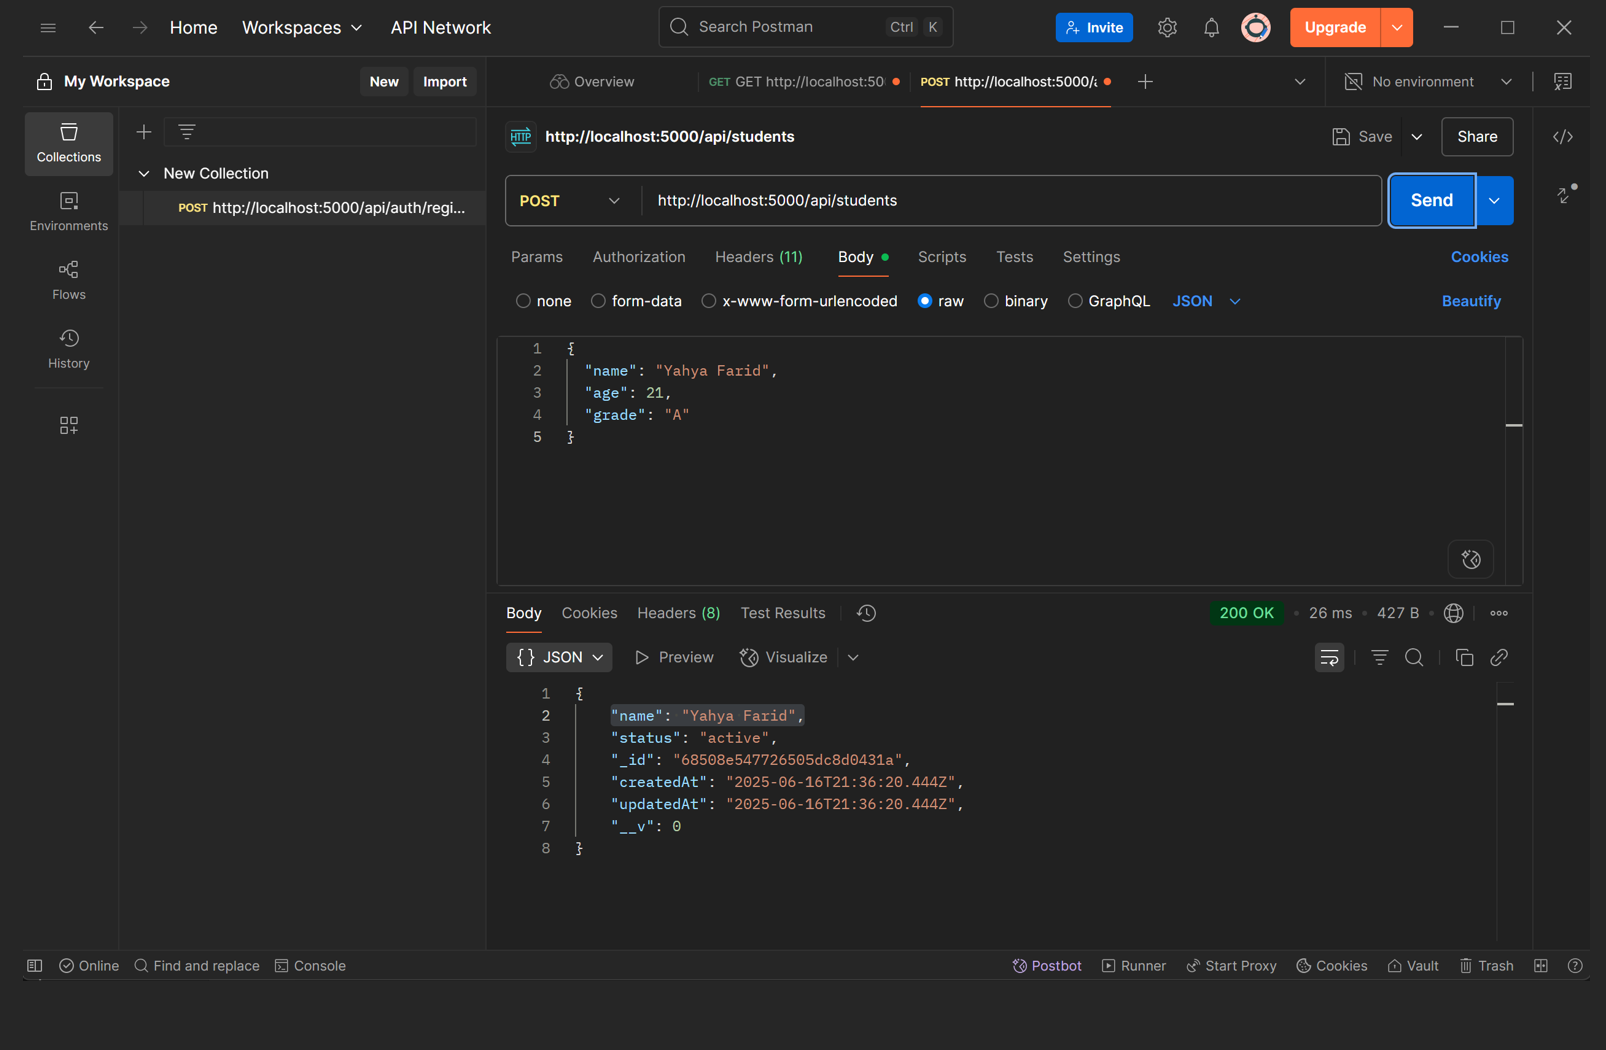 Home
Workspaces
API Network
Search Postman
Ctrl
K
Invite
Upgrade
My Workspace
New
Import
Overview
GET GET http://localhost:50
POST http://localhost:5000/
No environment
Collections
Environments
Flows
History
New Collection
POST http://localhost:5000/api/auth/regi...
HTTP
http://localhost:5000/api/students
Save
Share
POST
http://localhost:5000/api/students
Send
Params
Authorization
Headers (11)
Body
Scripts
Tests
Settings
Cookies
none
form-data
x-www-form-urlencoded
raw
binary
GraphQL
JSON
Beautify
1 {
2 "name": "Yahya Farid",
3 "age": 21,
4 "grade": "A"
5 }
Body
Cookies
Headers (8)
Test Results
200 OK
26 ms
427 B
{} JSON
Preview
Visualize
1 {
2 "name": "Yahya Farid",
3 "status": "active",
4 "_id": "68508e547726505dc8d0431a",
5 "createdAt": "2025-06-16T21:36:20.444Z",
6 "updatedAt": "2025-06-16T21:36:20.444Z",
7 "__v": 0
8 }
Online
Find and replace
Console
Postbot
Runner
Start Proxy
Cookies
Vault
Trash